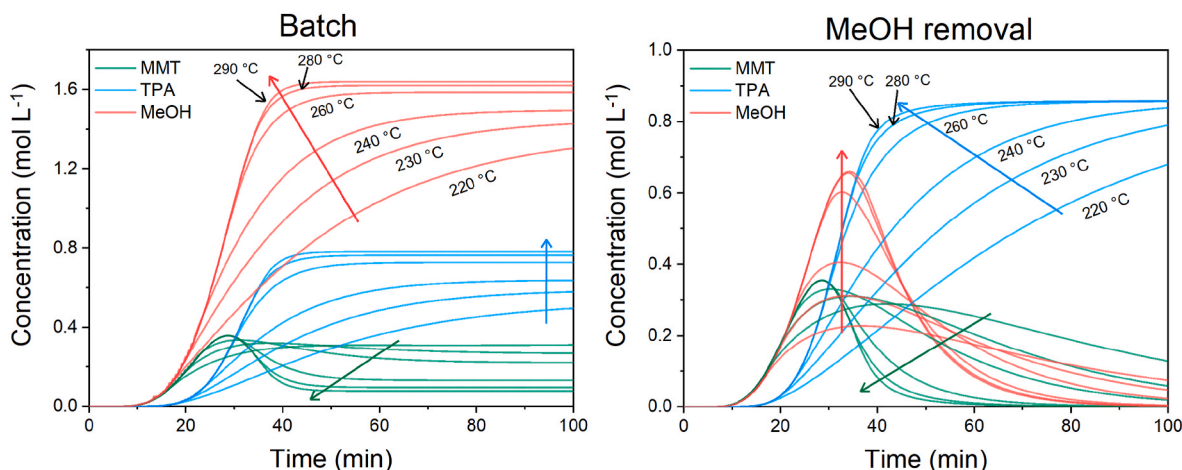 Batch
MMT
TPA
MeOH
290 °C
280 °C
260 °C
240 °C
230 °C
220 °C
Concentration (mol L⁻¹)
1.6
1.2
0.8
0.4
0.0
0 20 40 60 80 100
Time (min)
MeOH removal
MMT
TPA
MeOH
290 °C
280 °C
260 °C
240 °C
230 °C
220 °C
Concentration (mol L⁻¹)
1.0
0.8
0.6
0.4
0.2
0.0
0 20 40 60 80 100
Time (min)